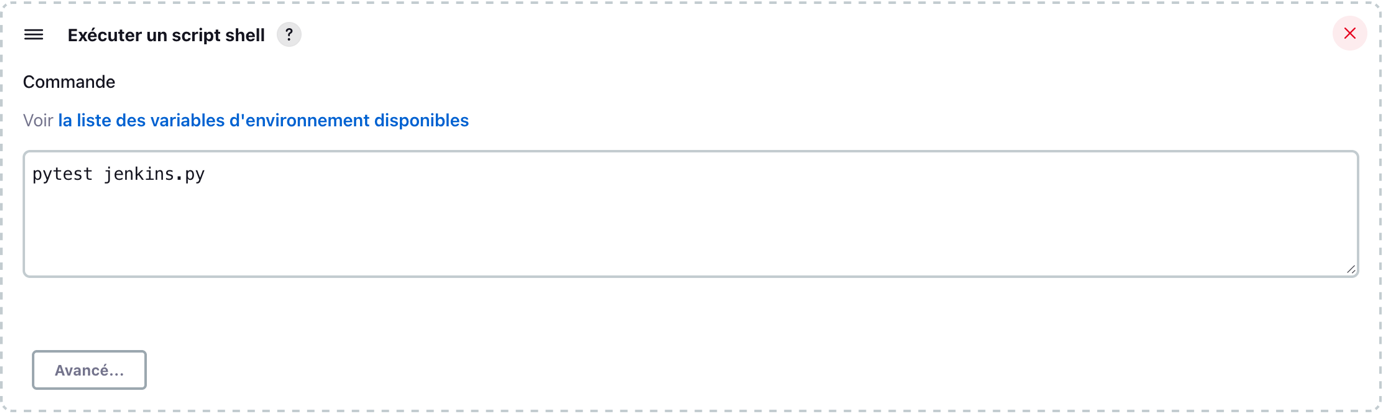 Exécuter un script shell ?
Commande
Voir la liste des variables d'environnement disponibles
pytest jenkins.py
Avancé...